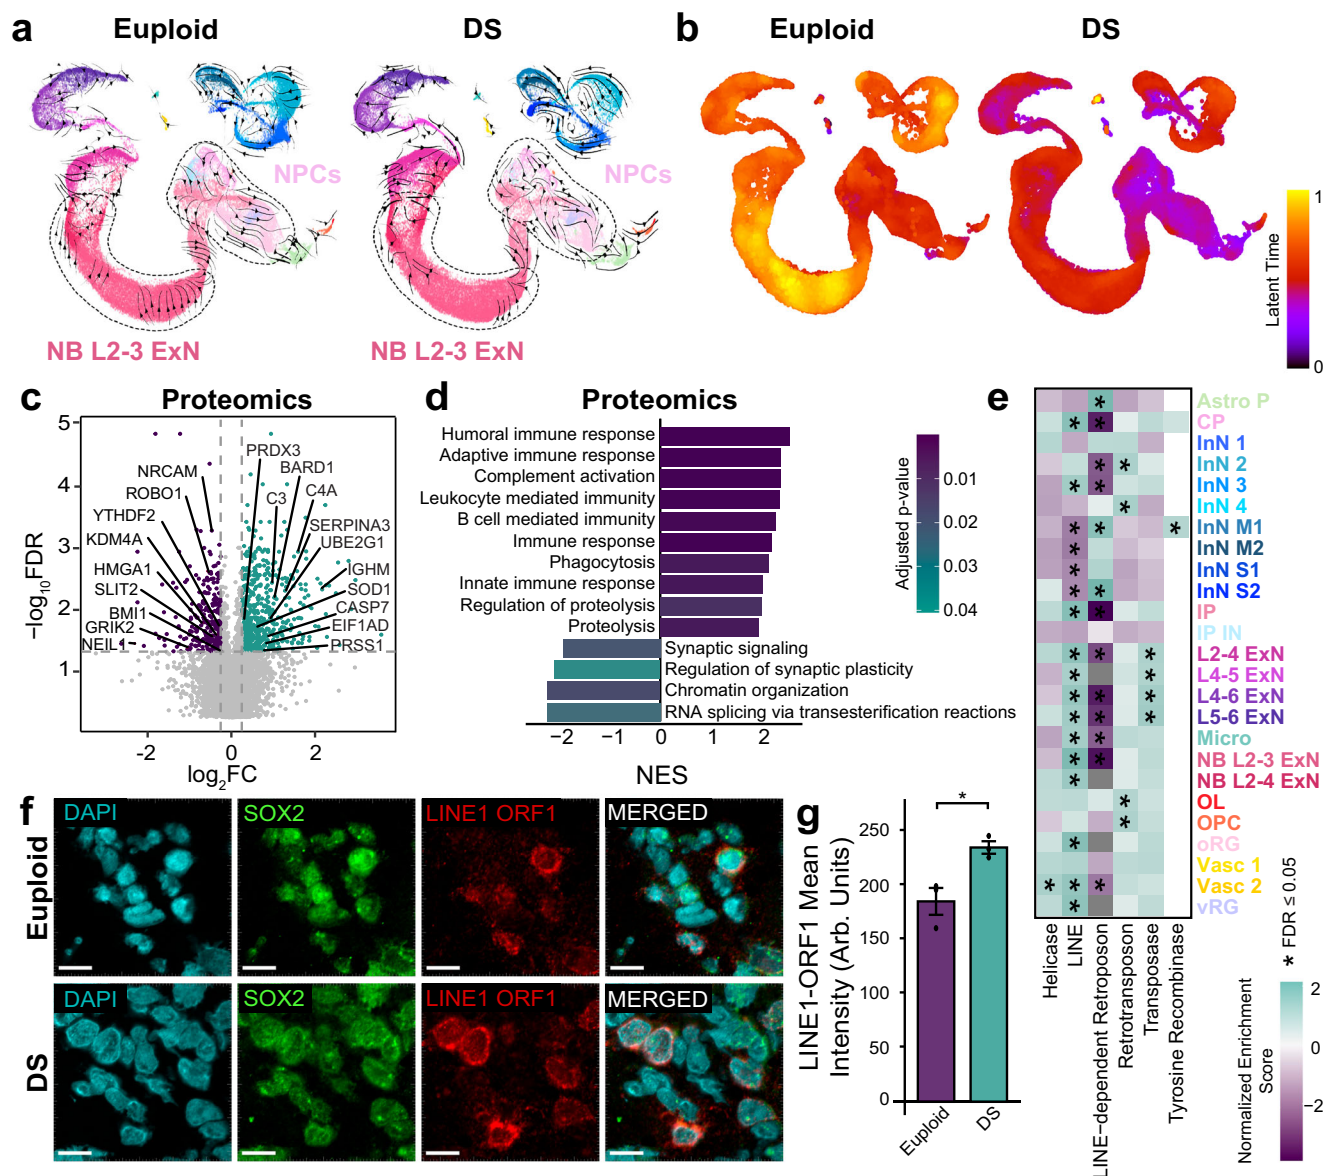 a
Euploid
DS
NPCs
NPCs
NB L2-3 ExN
NB L2-3 ExN
b
Euploid
DS
Latent Time
1
0
c
Proteomics
5
4
3
2
1
−log10FDR
−2
0
2
log2FC
NRCAM
ROBO1
YTHDF2
KDM4A
HMGA1
SLIT2
BMI1
GRIK2
NEIL1
PRDX3
BARD1
C3
C4A
SERPINA3
UBE2G1
IGHM
SOD1
CASP7
EIF1AD
PRSS1
d
Proteomics
Humoral immune response
Adaptive immune response
Complement activation
Leukocyte mediated immunity
B cell mediated immunity
Immune response
Phagocytosis
Innate immune response
Regulation of proteolysis
Proteolysis
Synaptic signaling
Regulation of synaptic plasticity
Chromatin organization
RNA splicing via transesterification reactions
−2
−1
0
1
2
NES
Adjusted p-value
0.01
0.02
0.03
0.04
e
Astro P
CP
InN 1
InN 2
InN 3
InN 4
InN M1
InN M2
InN S1
InN S2
IP
IP IN
L2-4 ExN
L4-5 ExN
L4-6 ExN
L5-6 ExN
Micro
NB L2-3 ExN
NB L2-4 ExN
OL
OPC
oRG
Vasc 1
Vasc 2
vRG
Helicase
LINE
LINE-dependent Retroposon
Retrotransposon
Transposase
Tyrosine Recombinase
* FDR ≤ 0.05
Normalized Enrichment
Score
2
0
−2
f
Euploid
DAPI
SOX2
LINE1 ORF1
MERGED
DS
DAPI
SOX2
LINE1 ORF1
MERGED
g
LINE1-ORF1 Mean
Intensity (Arb. Units)
250
200
150
100
50
0
*
Euploid
DS